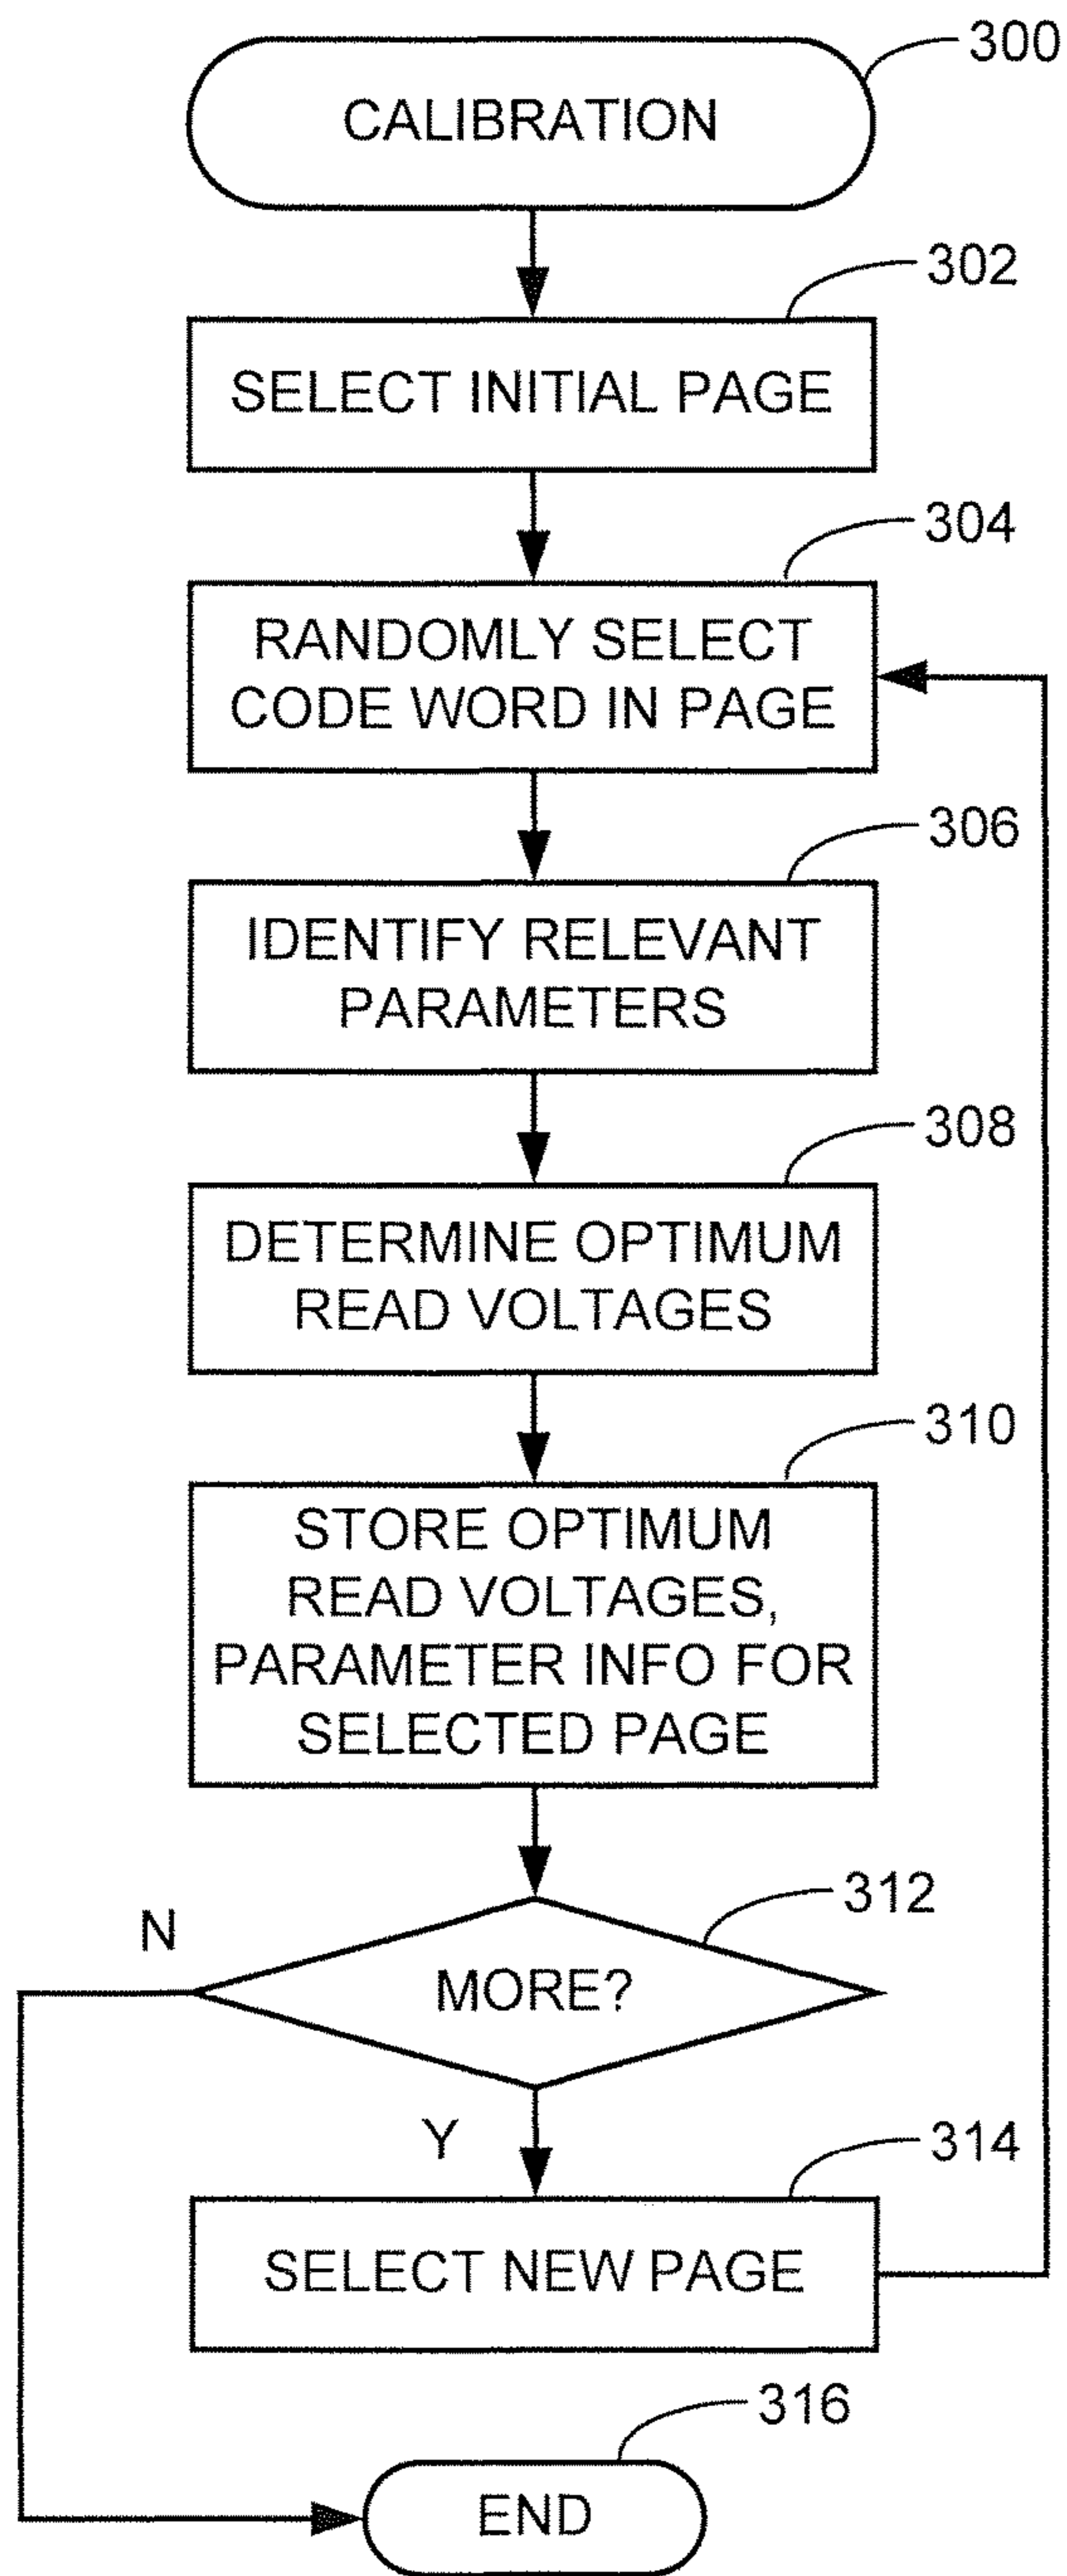 300
CALIBRATION
302
SELECT INITIAL PAGE
304
RANDOMLY SELECT
CODE WORD IN PAGE
306
IDENTIFY RELEVANT
PARAMETERS
308
DETERMINE OPTIMUM
READ VOLTAGES
310
STORE OPTIMUM
READ VOLTAGES,
PARAMETER INFO FOR
SELECTED PAGE
312
N
MORE?
Y
314
SELECT NEW PAGE
316
END